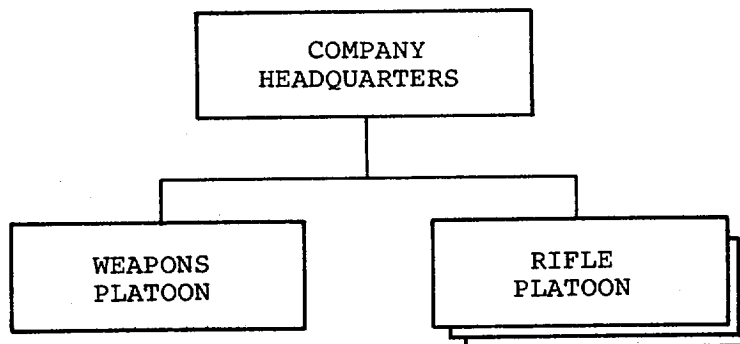 COMPANY
HEADQUARTERS
WEAPONS
PLATOON
RIFLE
PLATOON